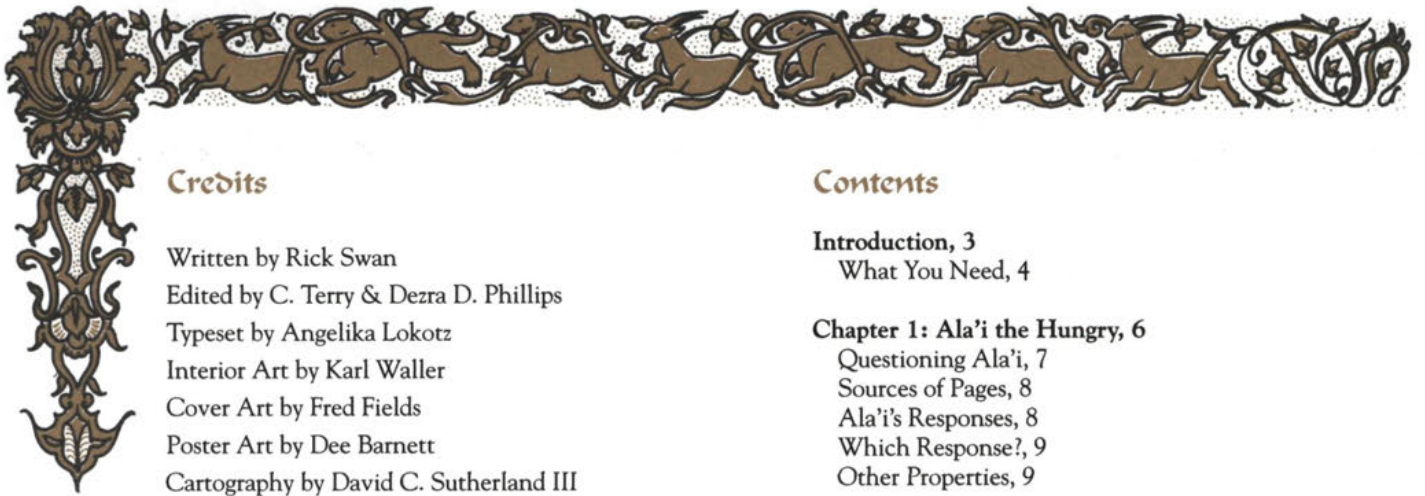 Credits
Written by Rick Swan
Edited by C. Terry & Dezra D. Phillips
Typeset by Angelika Lokotz
Interior Art by Karl Waller
Cover Art by Fred Fields
Poster Art by Dee Barnett
Cartography by David C. Sutherland III
Contents
Introduction, 3
What You Need, 4
Chapter 1: Ala'i the Hungry, 6
Questioning Ala'i, 7
Sources of Pages, 8
Ala'i's Responses, 8
Which Response?, 9
Other Properties, 9